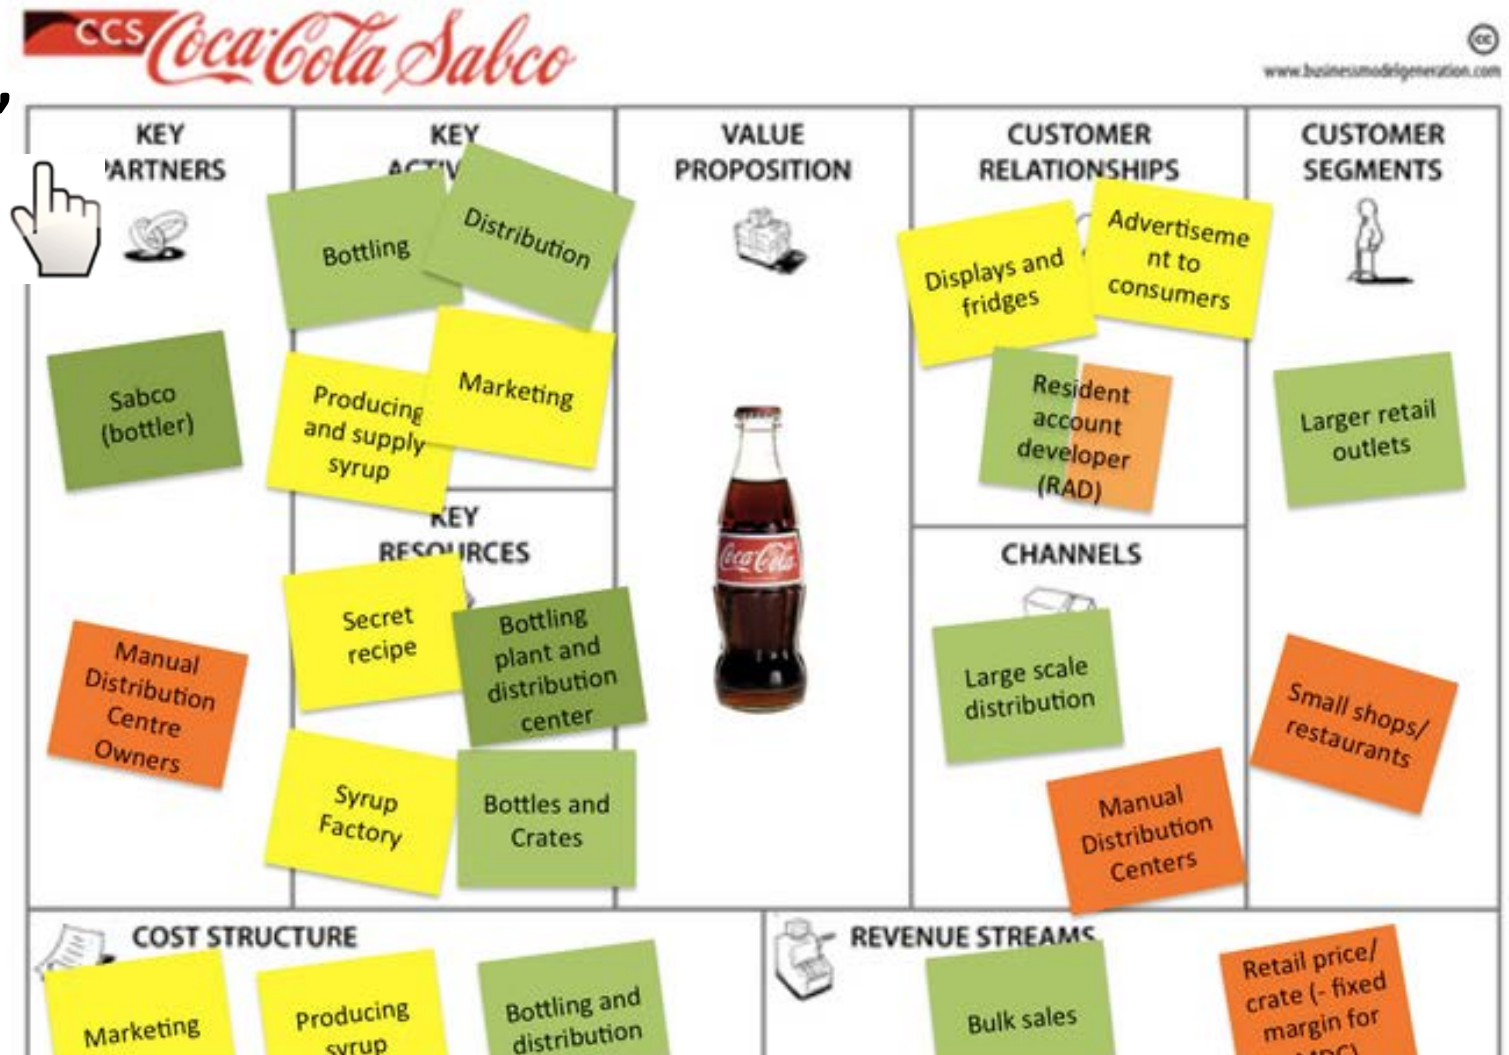 CCS Coca-Cola Sabco
www.businessmodelgeneration.com
KEY
PARTNERS
Sabco
(bottler)
Manual
Distribution
Centre
Owners
KEY
Bottling
Distribution
Producing
and supply
syrup
Marketing
KEY
RESOURCES
Secret
recipe
Bottling
plant and
distribution
center
Syrup
Factory
Bottles and
Crates
VALUE
PROPOSITION
Coca-Cola
CUSTOMER
RELATIONSHIPS
Displays and
fridges
Advertiseme
nt to
consumers
Resident
account
developer
(RAD)
CHANNELS
Large scale
distribution
Manual
Distribution
Centers
CUSTOMER
SEGMENTS
Larger retail
outlets
Small shops/
restaurants
COST STRUCTURE
Marketing
Producing
syrup
Bottling and
distribution
REVENUE STREAMS
Bulk sales
Retail price/
crate (- fixed
margin for
MDC)